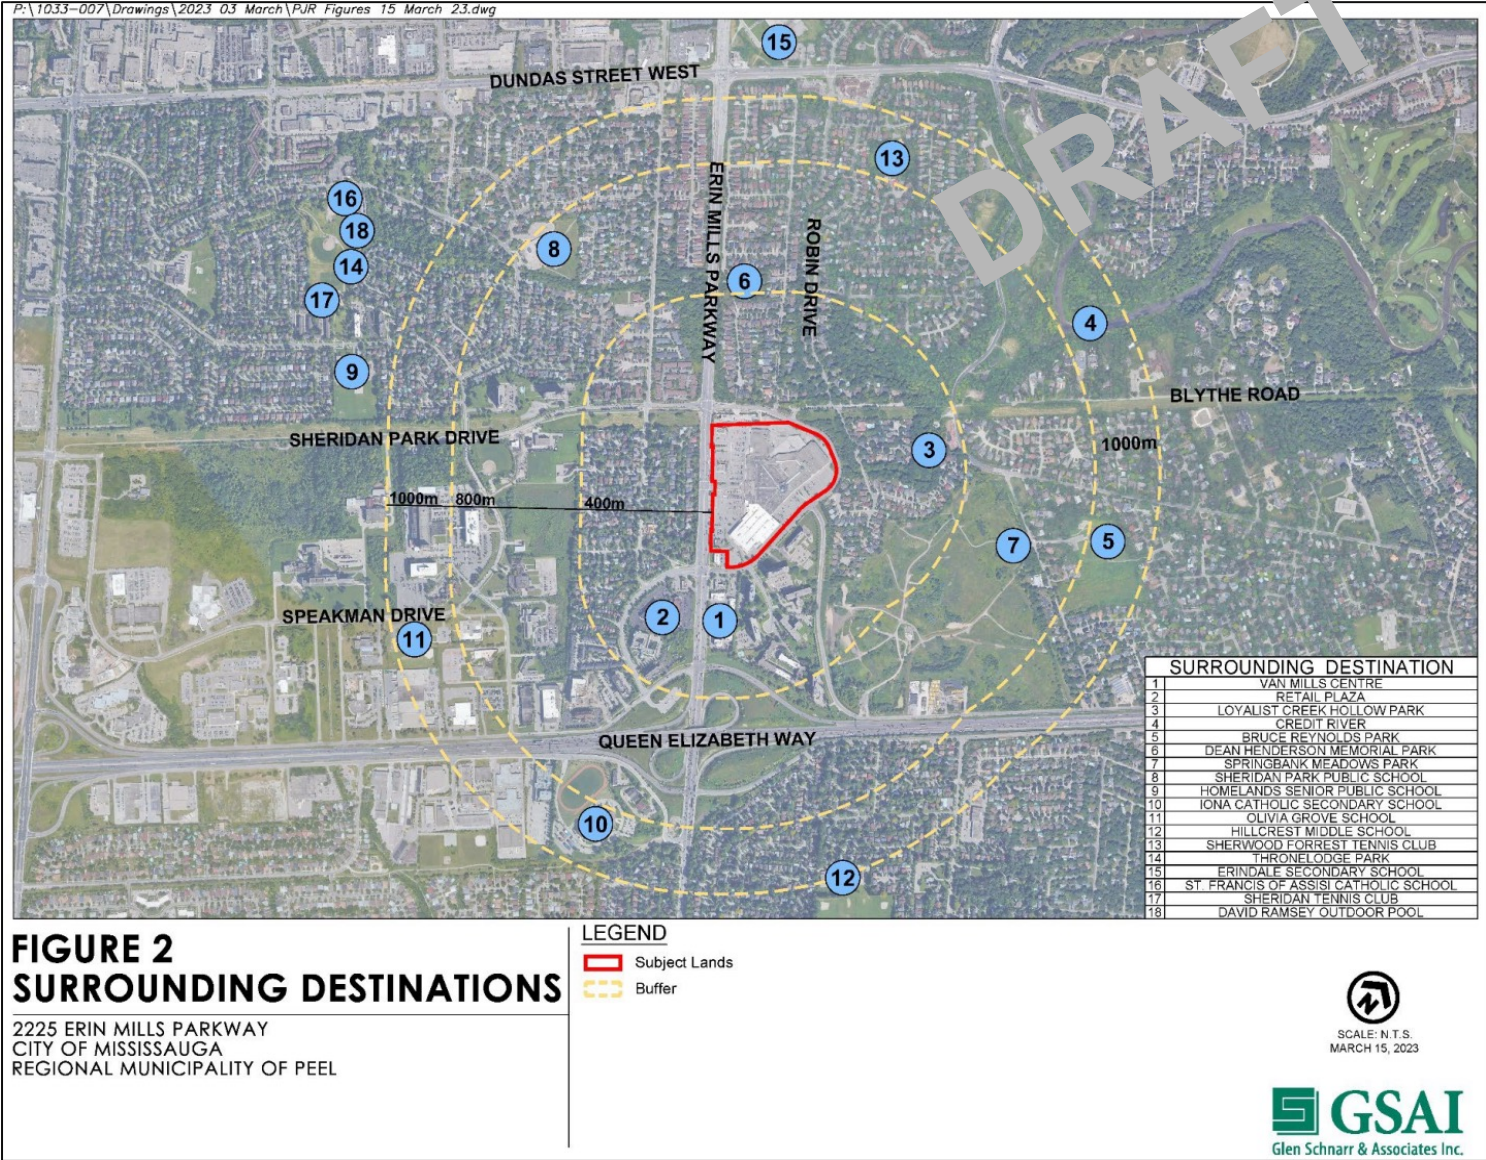 P:\1033-007\Drawings\2023 03 March\PJR Figures 15 March 23.dwg
DRAFT
15
DUNDAS STREET WEST
13
16
18
14
17
9
8
ERIN MILLS PARKWAY
6
ROBIN DRIVE
4
BLYTHE ROAD
SHERIDAN PARK DRIVE
3
1000m
1000m
800m
400m
7
5
SPEAKMAN DRIVE
11
2
1
QUEEN ELIZABETH WAY
10
12
SURROUNDING DESTINATION
1 VAN MILLS CENTRE
2 RETAIL PLAZA
3 LOYALIST CREEK HOLLOW PARK
4 CREDIT RIVER
5 BRUCE REYNOLDS PARK
6 DEAN HENDERSON MEMORIAL PARK
7 SPRINGBANK MEADOWS PARK
8 SHERIDAN PARK PUBLIC SCHOOL
9 HOMELANDS SENIOR PUBLIC SCHOOL
10 IONA CATHOLIC SECONDARY SCHOOL
11 OLIVIA GROVE SCHOOL
12 HILLCREST MIDDLE SCHOOL
13 SHERWOOD FORREST TENNIS CLUB
14 THRONELODGE PARK
15 ERINDALE SECONDARY SCHOOL
16 ST. FRANCIS OF ASSISI CATHOLIC SCHOOL
17 SHERIDAN TENNIS CLUB
18 DAVID RAMSEY OUTDOOR POOL
FIGURE 2
SURROUNDING DESTINATIONS
2225 ERIN MILLS PARKWAY
CITY OF MISSISSAUGA
REGIONAL MUNICIPALITY OF PEEL
LEGEND
Subject Lands
Buffer
SCALE: N.T.S.
MARCH 15, 2023
GSAI
Glen Schnarr & Associates Inc.